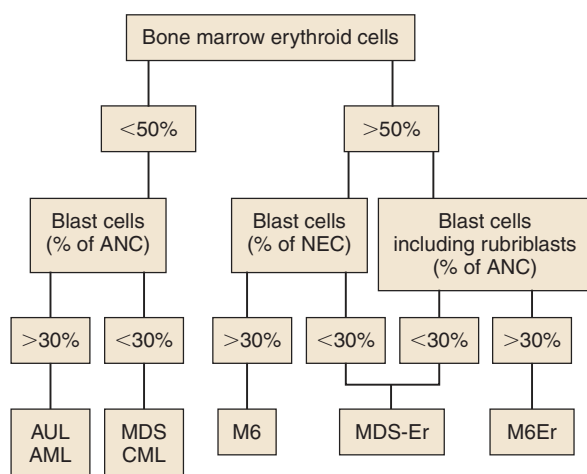 Bone marrow erythroid cells
<50%
>50%
Blast cells
(% of ANC)
Blast cells
(% of NEC)
Blast cells
including rubriblasts
(% of ANC)
>30%
<30%
>30%
<30%
<30%
>30%
AUL
AML
MDS
CML
M6
MDS-Er
M6Er